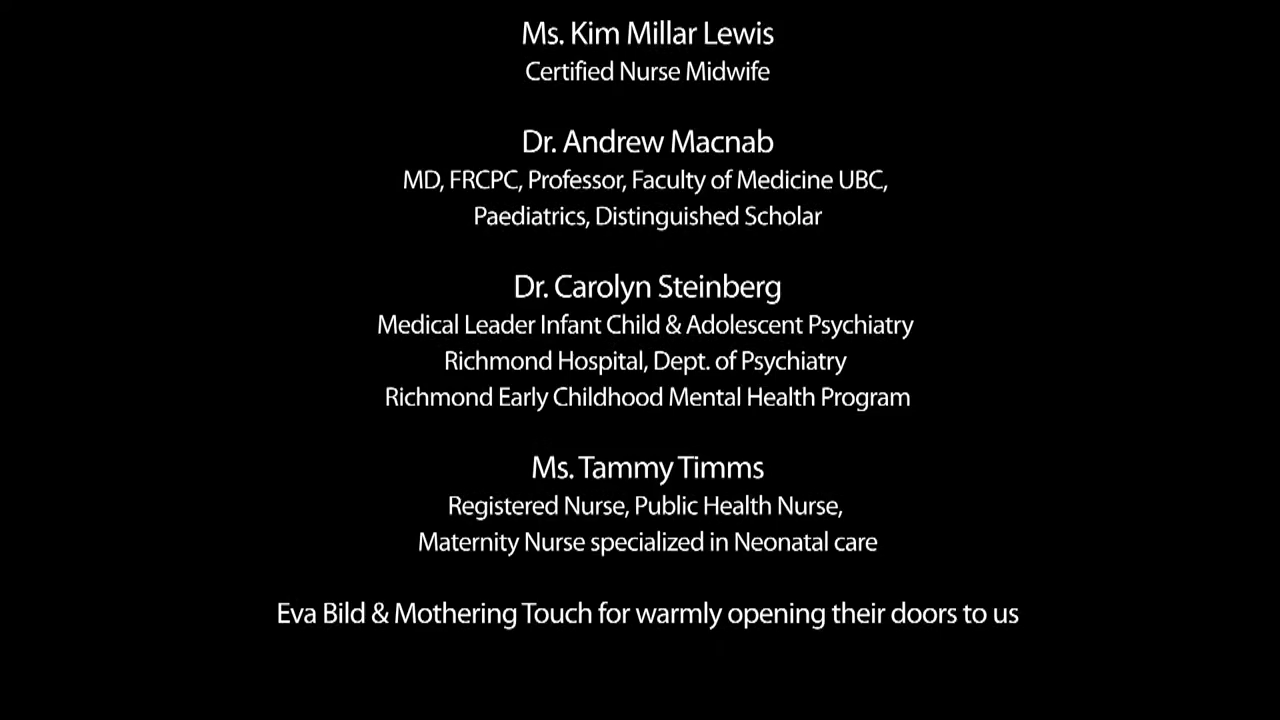 Ms. Kim Millar Lewis
Certified Nurse Midwife
Dr. Andrew Macnab
MD, FRCPC, Professor, Faculty of Medicine UBC,
Paediatrics, Distinguished Scholar
Dr. Carolyn Steinberg
Medical Leader Infant Child & Adolescent Psychiatry
Richmond Hospital, Dept. of Psychiatry
Richmond Early Childhood Mental Health Program
Ms. Tammy Timms
Registered Nurse, Public Health Nurse,
Maternity Nurse specialized in Neonatal care
Eva Bild & Mothering Touch for warmly opening their doors to us